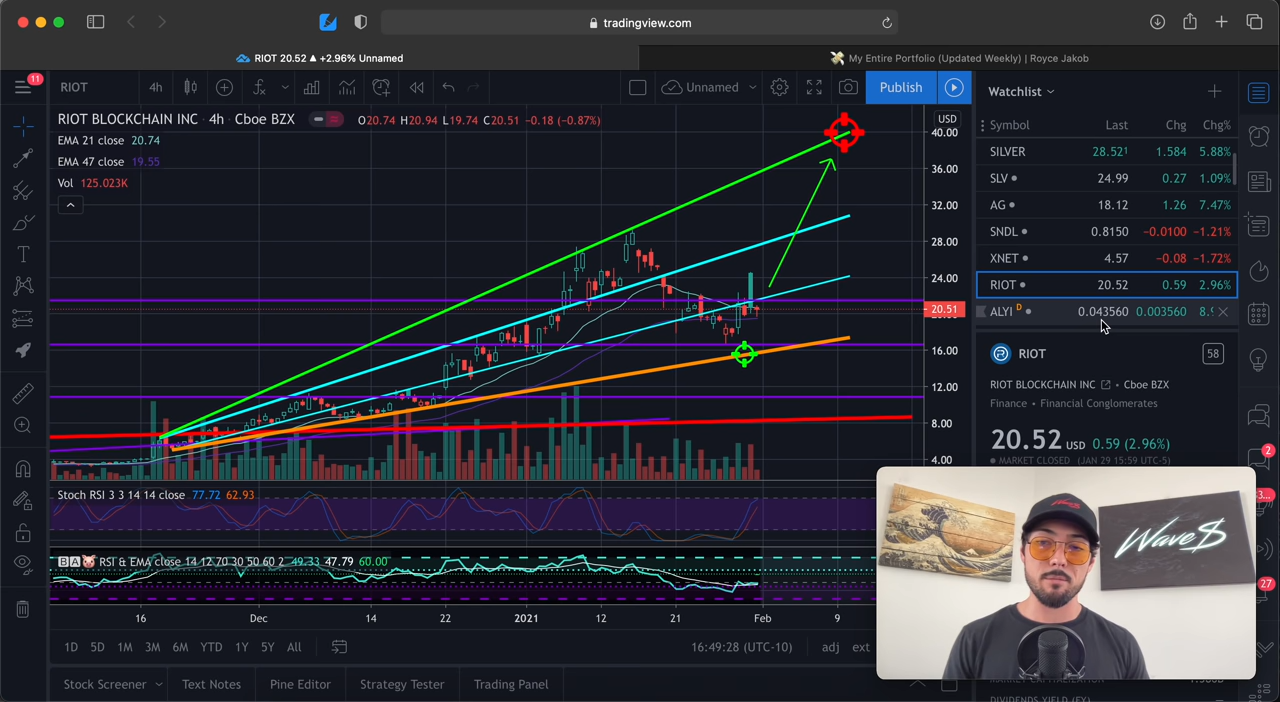 tradingview.com
RIOT 20.52 ▲ +2.96% Unnamed
My Entire Portfolio (Updated Weekly) | Royce Jakob
11
RIOT
4h
Unnamed
Publish
Watchlist
RIOT BLOCKCHAIN INC · 4h · Cboe BZX
O20.74 H20.94 L19.74 C20.51 -0.18 (-0.87%)
EMA 21 close 20.74
EMA 47 close 19.55
Vol 125.023K
USD
40.00
36.00
32.00
28.00
24.00
20.51
16.00
12.00
8.00
4.00
Symbol Last Chg Chg%
SILVER 28.521 1.584 5.88%
SLV 24.99 0.27 1.09%
AG 18.12 1.26 7.47%
SNDL 0.8150 -0.0100 -1.21%
XNET 4.57 -0.08 -1.72%
RIOT 20.52 0.59 2.96%
ALYI D 0.043560 0.003560
RIOT
58
RIOT BLOCKCHAIN INC • Cboe BZX
Finance • Financial Conglomerates
20.52 USD 0.59 (2.96%)
MARKET CLOSED (JAN 29 15:59 UTC-5)
2
27
Stoch RSI 3 3 14 14 close 77.72 62.93
BA RSI & EMA close 14 12 70 30 50 60 2 49.33 47.79 60.00
16 Dec 14 22 2021 12 21 Feb 9
1D 5D 1M 3M 6M YTD 1Y 5Y All
16:49:28 (UTC-10)
adj
ext
Stock Screener
Text Notes
Pine Editor
Strategy Tester
Trading Panel
Wave$